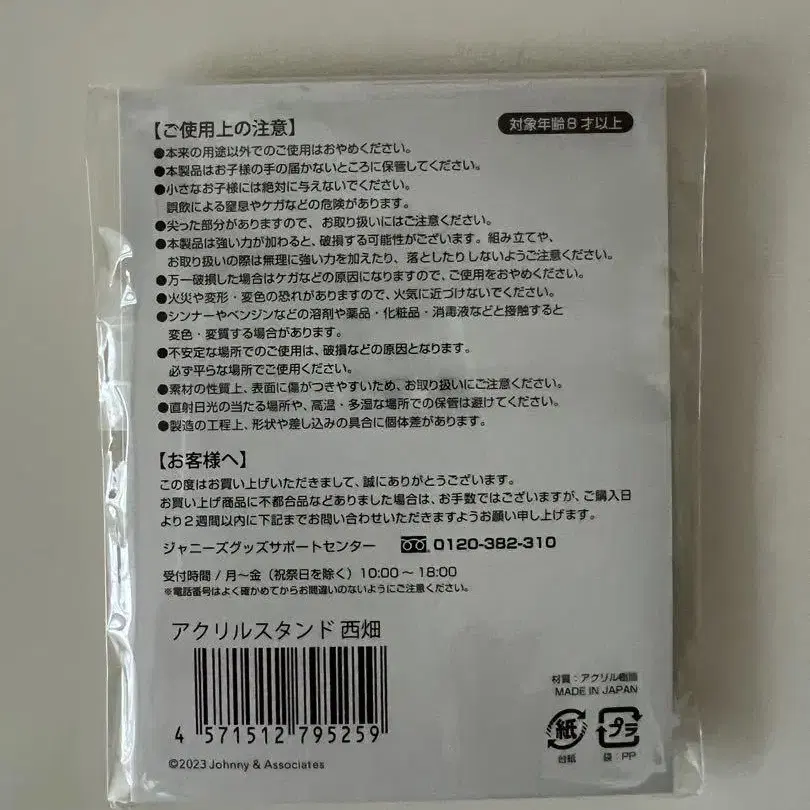 【ご使用上の注意】
対象年齢8才以上
●本来の用途以外でのご使用はおやめください。
●本製品はお子様の手の届かないところに保管してください。
●小さなお子様には絶対に与えないでください。
誤飲による窒息やケガなどの危険があります。
●尖った部分がありますので、お取り扱いにはご注意ください。
●本製品は強い力が加わると、破損する可能性がございます。組み立てや、
お取り扱いの際は無理に強い力を加えたり、落としたりしないようご注意ください。
●万一破損した場合はケガなどの原因になりますので、ご使用をおやめください。
●火災や変形・変色の恐れがありますので、火気に近づけないでください。
●シンナーやベンジンなどの溶剤や薬品・化粧品・消毒液などと接触すると
変色・変質する場合があります。
●不安定な場所でのご使用は、破損などの原因となります。
必ず平らな場所でご使用ください。
●素材の性質上、表面に傷がつきやすいため、お取り扱いにご注意ください。
●直射日光の当たる場所や、高温・多湿な場所での保管は避けてください。
●製造の工程上、形状や差し込みの具合に個体差があります。
【お客様へ】
この度はお買い上げいただきまして、誠にありがとうございます。
お買い上げ商品に不都合品などありました場合は、お手数ではございますが、ご購入日
より2週間以内に下記までお問い合わせいただきますようお願い申し上げます。
ジャニーズグッズサポートセンター 0120-382-310
受付時間/月〜金(祝祭日を除く)10:00〜18:00
※電話番号はよく確かめてからお間違いのないようにご注意ください。
アクリルスタンド 西畑
材質:アクリル樹脂
MADE IN JAPAN
4 571512 795259
紙 プラ
台紙 袋:PP
©2023 Johnny & Associates